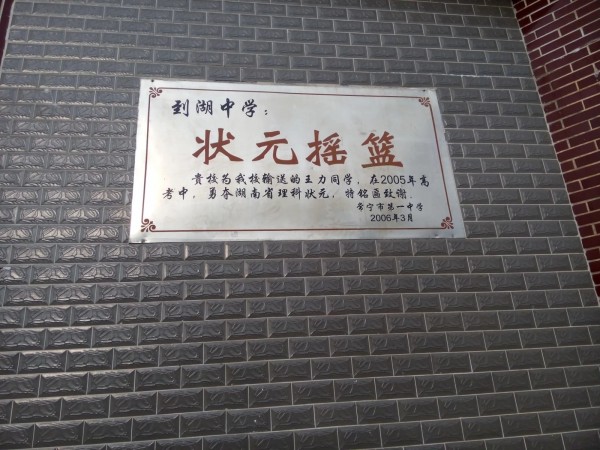 到湖中学：
状元摇篮
贵校为我校输送的王力同学，在2005年高
考中，勇夺湖南省理科状元，特铭匾致谢。
常宁市第一中学
2006年3月